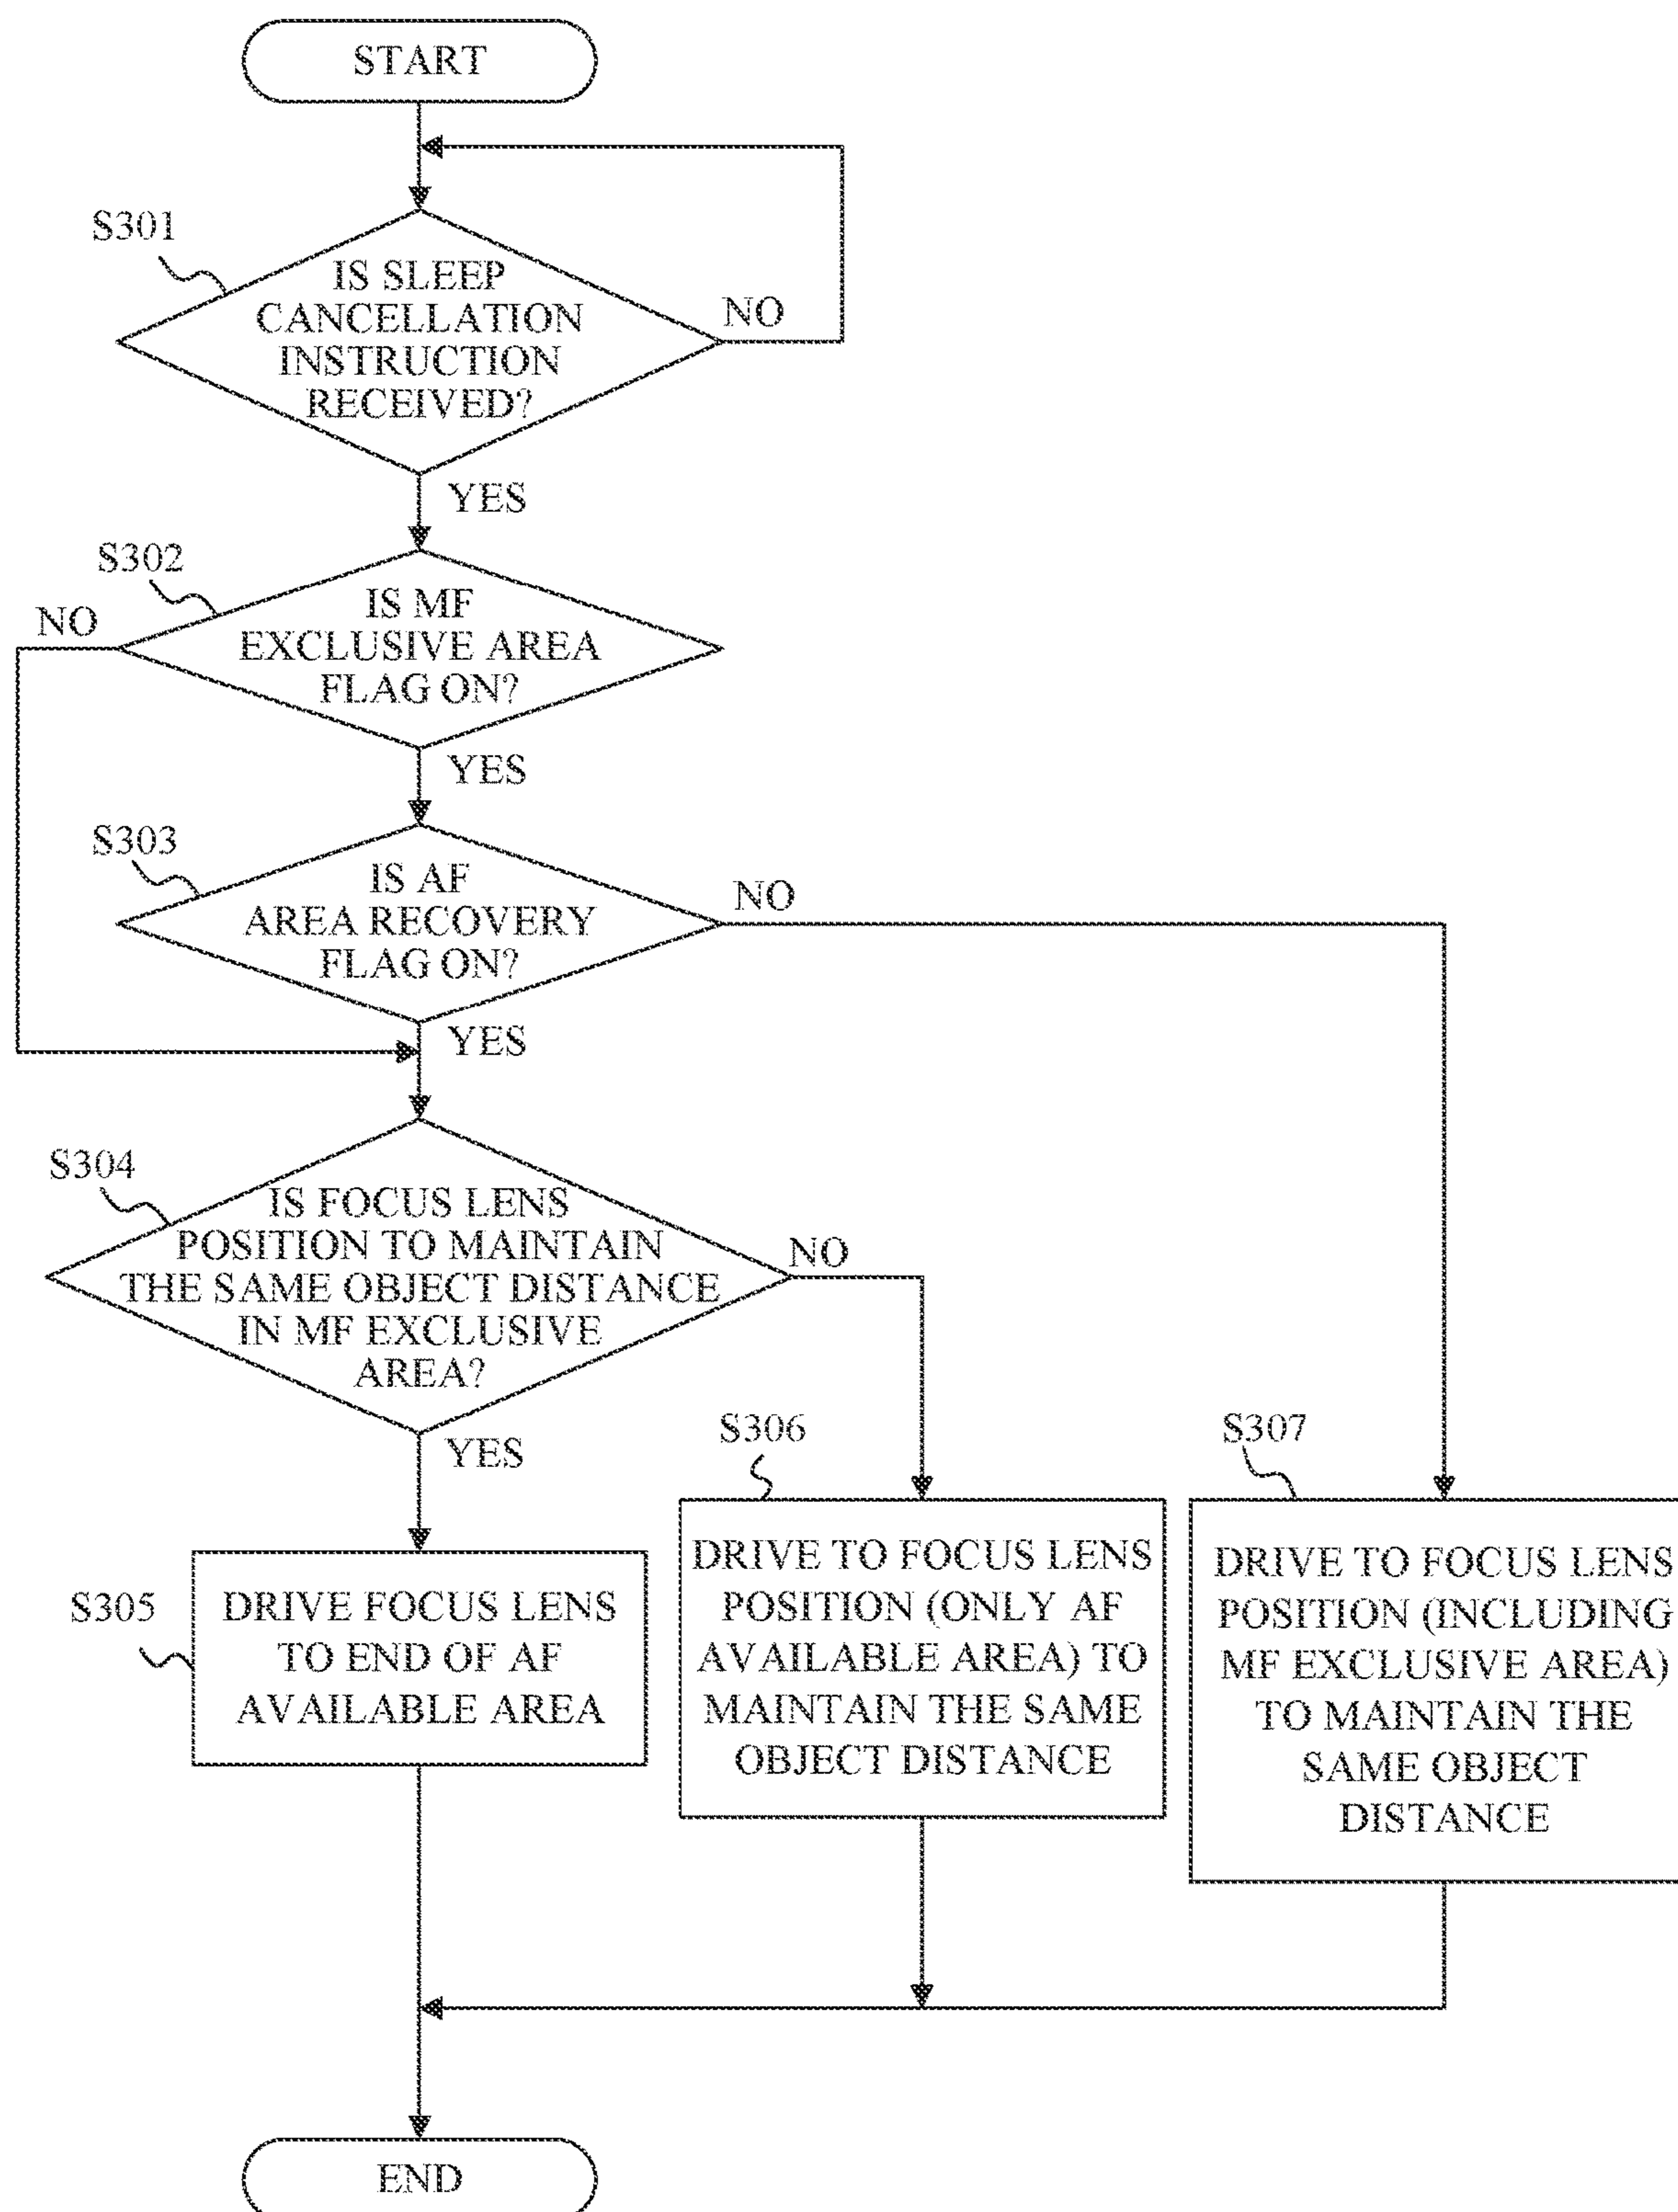 START
S301
IS SLEEP
CANCELLATION
INSTRUCTION
RECEIVED?
NO
YES
S302
NO
IS MF
EXCLUSIVE AREA
FLAG ON?
YES
S303
IS AF
AREA RECOVERY
FLAG ON?
NO
YES
S304
IS FOCUS LENS
POSITION TO MAINTAIN
THE SAME OBJECT DISTANCE
IN MF EXCLUSIVE
AREA?
NO
YES
S305
DRIVE FOCUS LENS
TO END OF AF
AVAILABLE AREA
S306
DRIVE TO FOCUS LENS
POSITION (ONLY AF
AVAILABLE AREA) TO
MAINTAIN THE SAME
OBJECT DISTANCE
S307
DRIVE TO FOCUS LENS
POSITION (INCLUDING
MF EXCLUSIVE AREA)
TO MAINTAIN THE
SAME OBJECT
DISTANCE
END